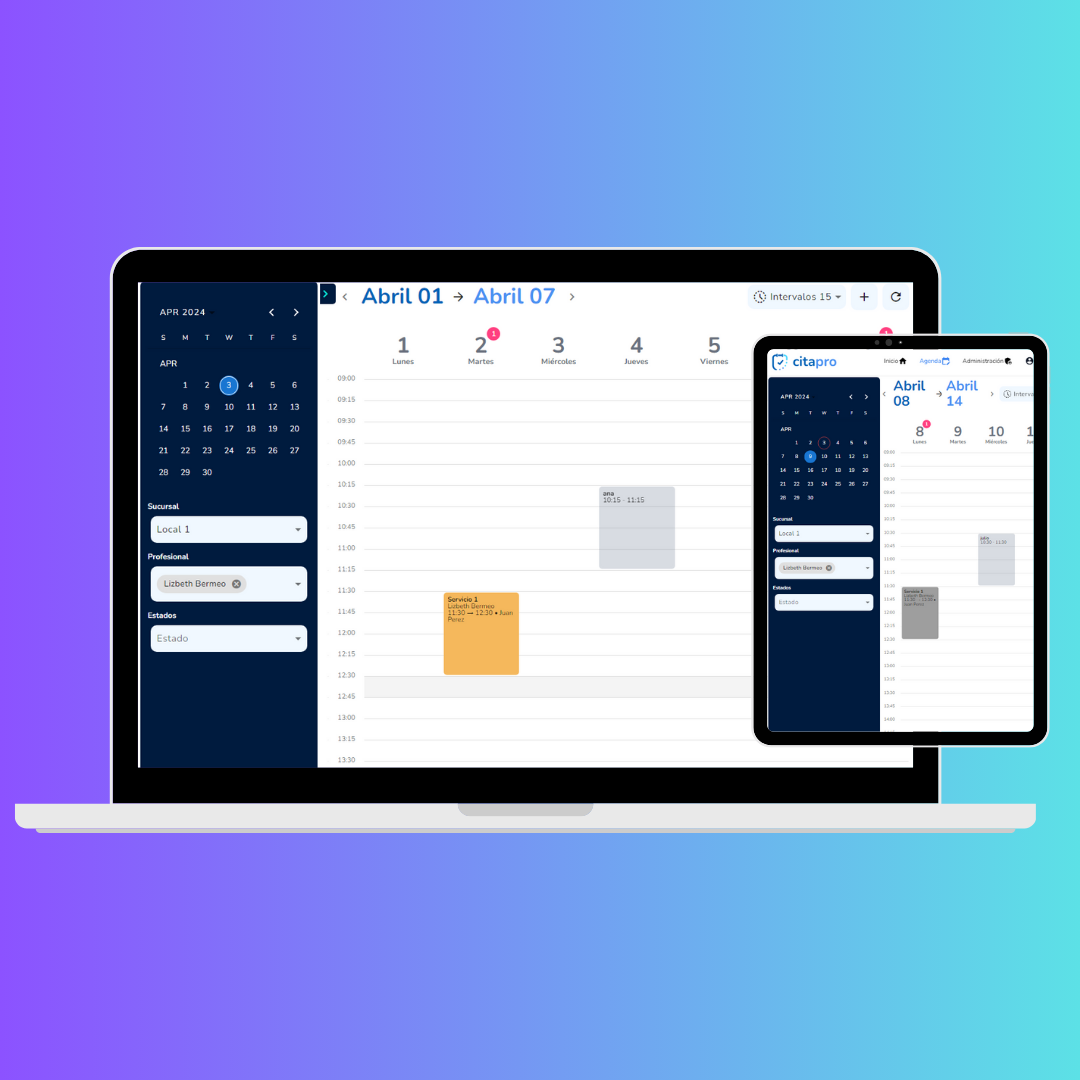 APR 2024
S M T W T F S
APR
1 2 3 4 5 6
7 8 9 10 11 12 13
14 15 16 17 18 19 20
21 22 23 24 25 26 27
28 29 30
Sucursal
Local 1
Profesional
Lizbeth Bermeo
Estados
Estado
Abril 01 → Abril 07
Intervalos 15
1 2 3 4 5
1
Lunes Martes Miércoles Jueves Viernes
09:00
09:15
09:30
09:45
10:00
10:15
10:30
10:45
11:00
11:15
11:30
11:45
12:00
12:15
12:30
12:45
13:00
13:15
13:30
ana
10:15 - 11:15
Servicio 1
Lizbeth Bermeo
11:30 → 12:30 • Juan
Perez
citapro
Inicio Agenda Administración
APR 2024
S M T W T F S
APR
1 2 3 4 5 6
7 8 9 10 11 12 13
14 15 16 17 18 19 20
21 22 23 24 25 26 27
28 29 30
Sucursal
Local 1
Profesional
Lizbeth Bermeo
Estados
Estado
Abril 08 → Abril 14
8 9 10
1
Lunes Martes Miércoles
09:00
09:15
09:30
09:45
10:00
10:15
10:30
10:45
11:00
11:15
11:30
11:45
12:00
12:15
12:30
12:45
13:00
13:15
13:30
13:45
14:00
10:30 - 11:30
Servicio 1
Lizbeth Bermeo
11:30 → 12:30 •
Juan Perez